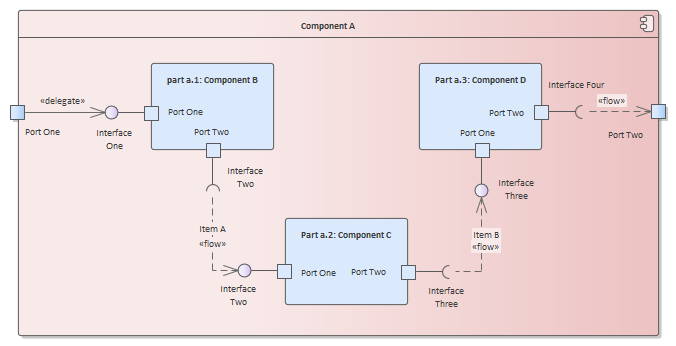 Component A
part a.1: Component B
Part a.3: Component D
Interface Four
«delegate»
«flow»
Port One
Port Two
Port One
Interface
One
Port Two
Port One
Port Two
Interface
Two
Interface
Three
Item A
«flow»
Part a.2: Component C
Item B
«flow»
Port One
Port Two
Interface
Two
Interface
Three